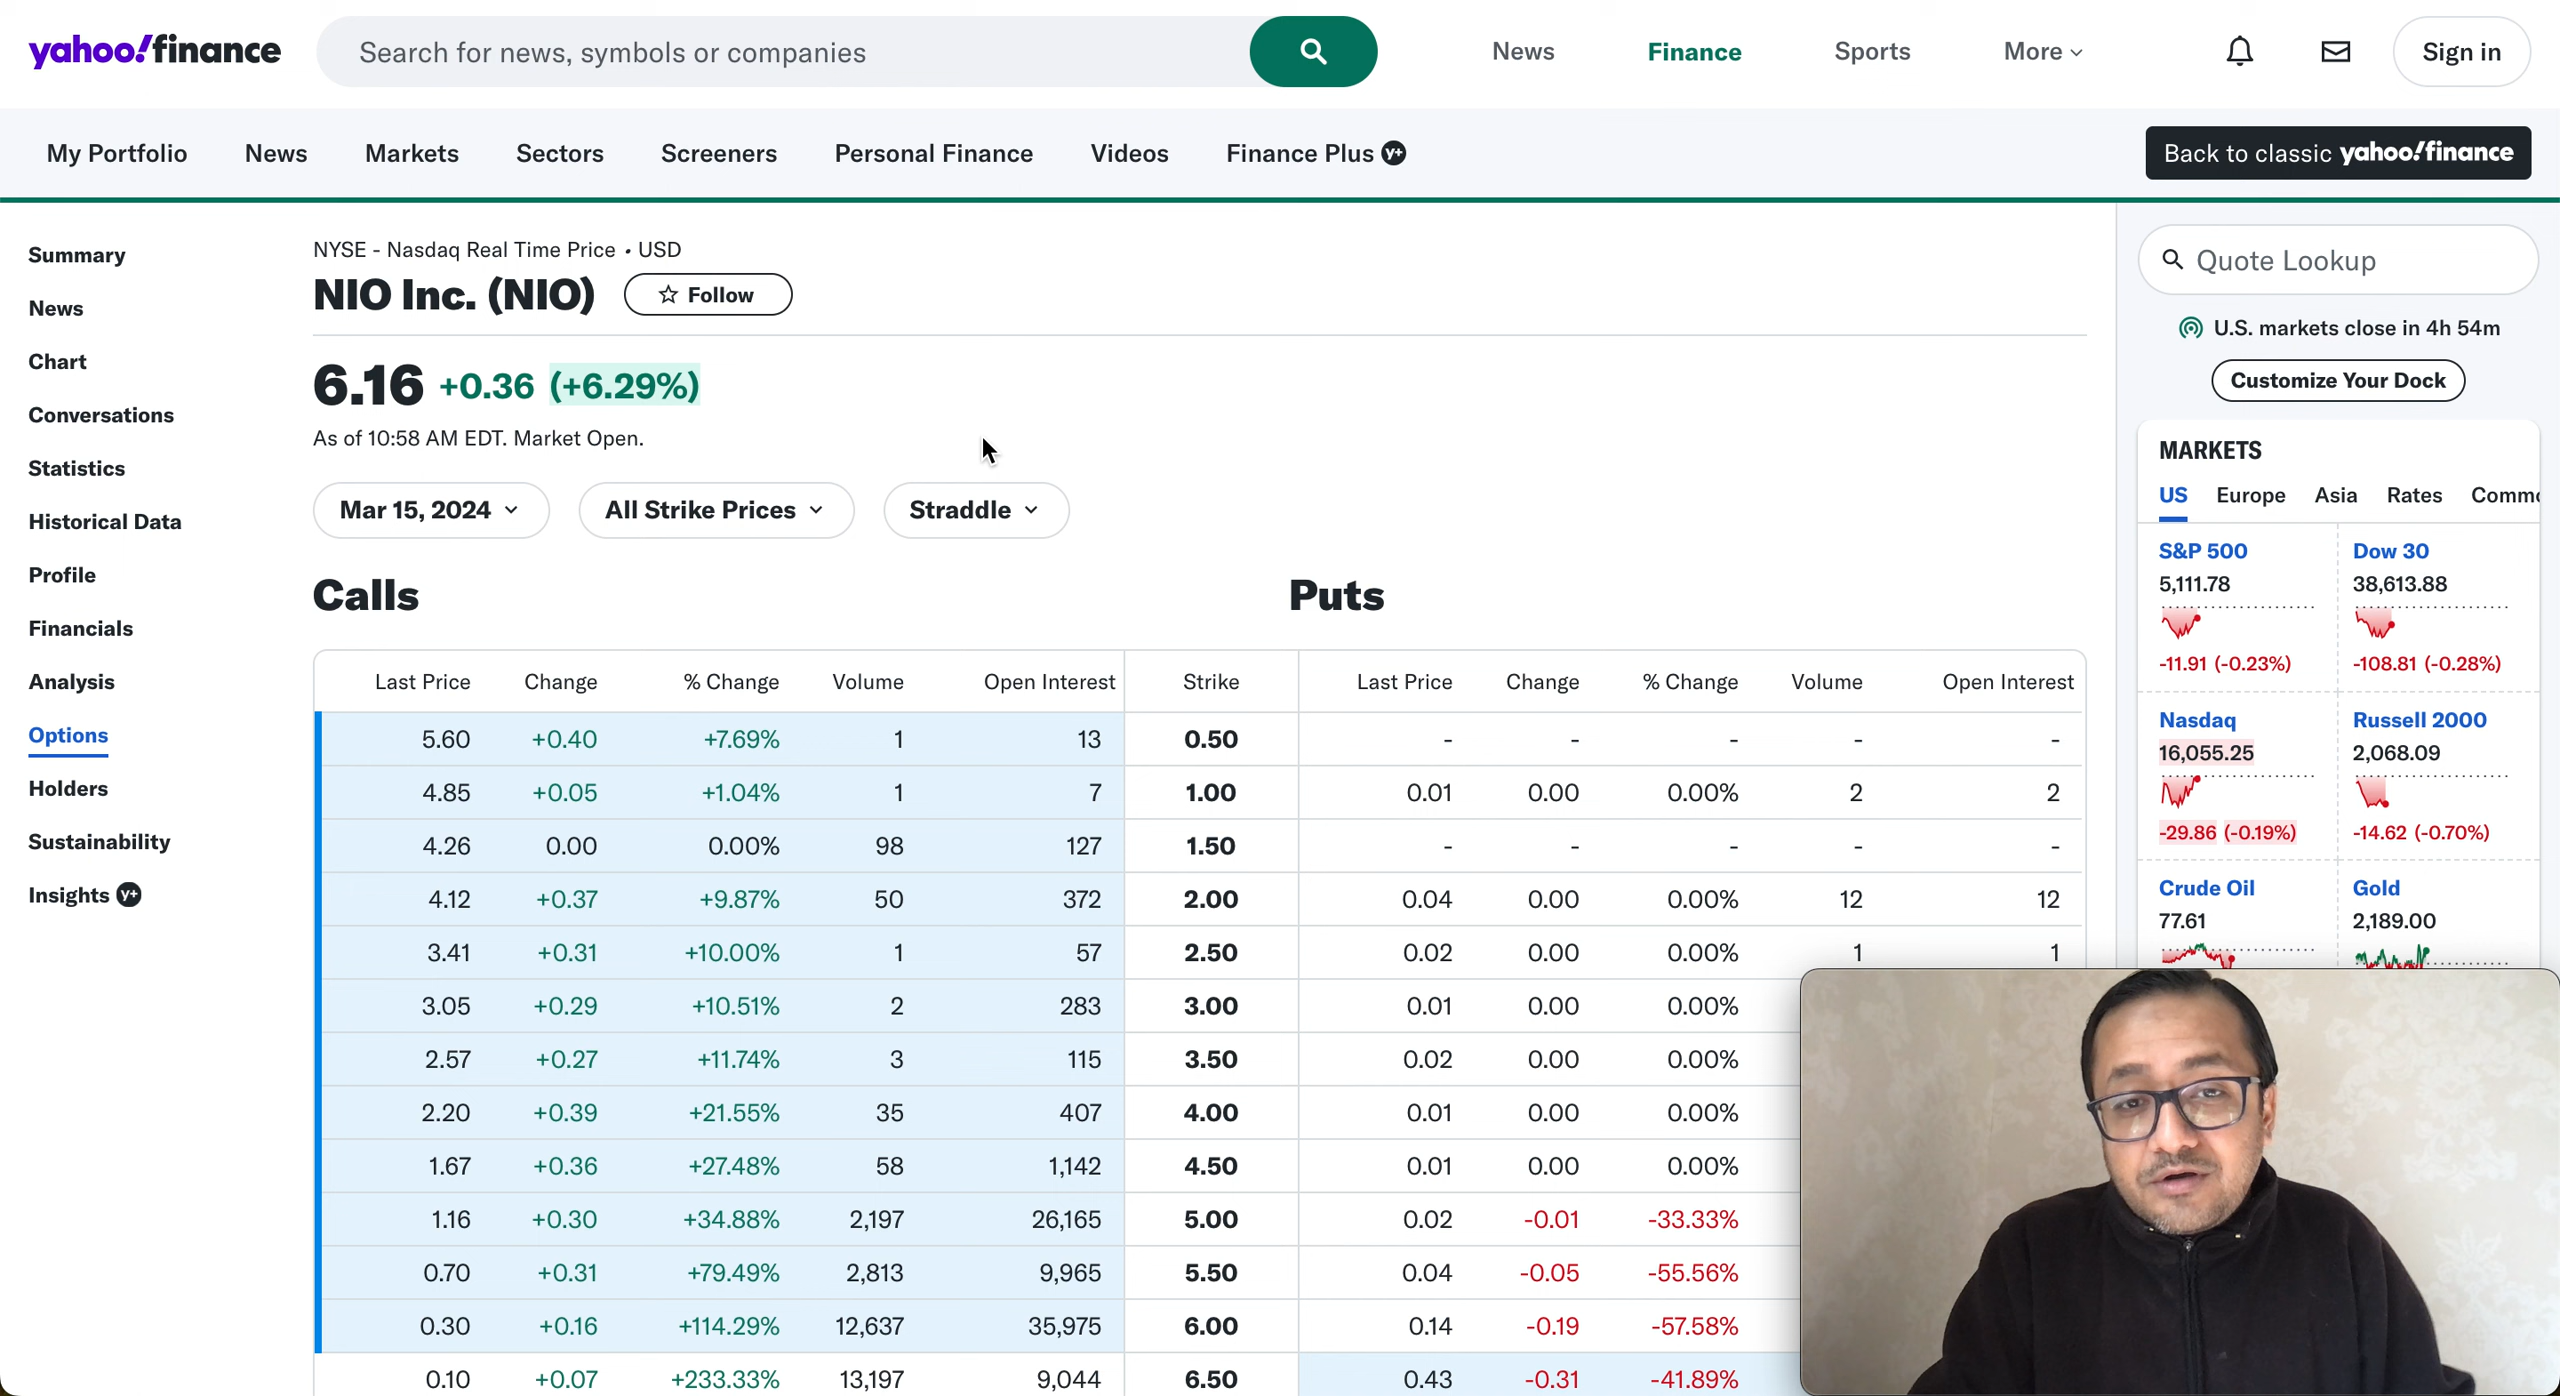 yahoo!finance
Search for news, symbols or companies
News Finance Sports More
Sign in
My Portfolio News Markets Sectors Screeners Personal Finance Videos Finance Plus y+
Back to classic yahoo!finance
Summary
News
Chart
Conversations
Statistics
Historical Data
Profile
Financials
Analysis
Options
Holders
Sustainability
Insights y+
NYSE - Nasdaq Real Time Price • USD
NIO Inc. (NIO) Follow
6.16 +0.36 (+6.29%)
As of 10:58 AM EDT. Market Open.
Mar 15, 2024 All Strike Prices Straddle
Calls Puts
Last Price Change % Change Volume Open Interest Strike Last Price Change % Change Volume Open Interest
5.60 +0.40 +7.69% 1 13 0.50 - - - - -
4.85 +0.05 +1.04% 1 7 1.00 0.01 0.00 0.00% 2 2
4.26 0.00 0.00% 98 127 1.50 - - - - -
4.12 +0.37 +9.87% 50 372 2.00 0.04 0.00 0.00% 12 12
3.41 +0.31 +10.00% 1 57 2.50 0.02 0.00 0.00% 1 1
3.05 +0.29 +10.51% 2 283 3.00 0.01 0.00 0.00%
2.57 +0.27 +11.74% 3 115 3.50 0.02 0.00 0.00%
2.20 +0.39 +21.55% 35 407 4.00 0.01 0.00 0.00%
1.67 +0.36 +27.48% 58 1,142 4.50 0.01 0.00 0.00%
1.16 +0.30 +34.88% 2,197 26,165 5.00 0.02 -0.01 -33.33%
0.70 +0.31 +79.49% 2,813 9,965 5.50 0.04 -0.05 -55.56%
0.30 +0.16 +114.29% 12,637 35,975 6.00 0.14 -0.19 -57.58%
0.10 +0.07 +233.33% 13,197 9,044 6.50 0.43 -0.31 -41.89%
Quote Lookup
U.S. markets close in 4h 54m
Customize Your Dock
MARKETS
US Europe Asia Rates Commo
S&P 500 Dow 30
5,111.78 38,613.88
-11.91 (-0.23%) -108.81 (-0.28%)
Nasdaq Russell 2000
16,055.25 2,068.09
-29.86 (-0.19%) -14.62 (-0.70%)
Crude Oil Gold
77.61 2,189.00